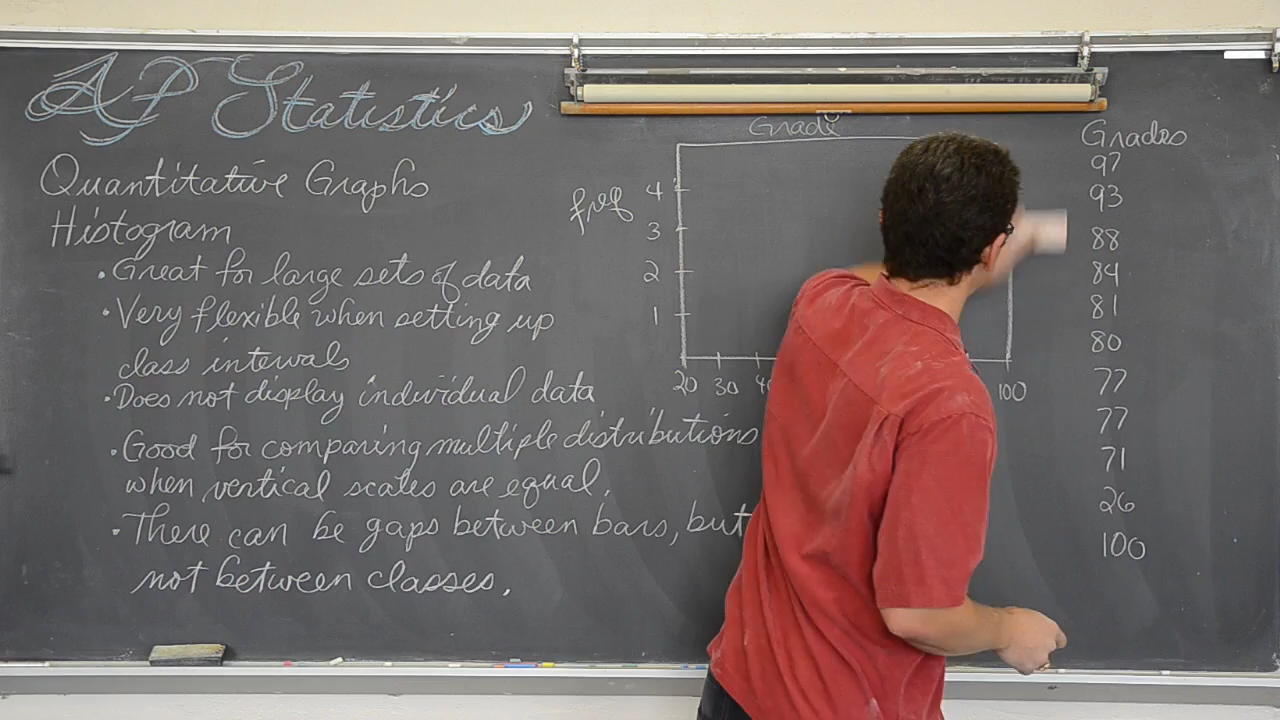 AP Statistics
Quantitative Graphs
Histogram
• Great for large sets of data
• Very flexible when setting up
class intervals
• Does not display individual data
• Good for comparing multiple distributions
when vertical scales are equal.
• There can be gaps between bars, but
not between classes.
Grade
freq
4
3
2
1
20 30 100
Grades
97
93
88
84
81
80
77
77
71
26
100